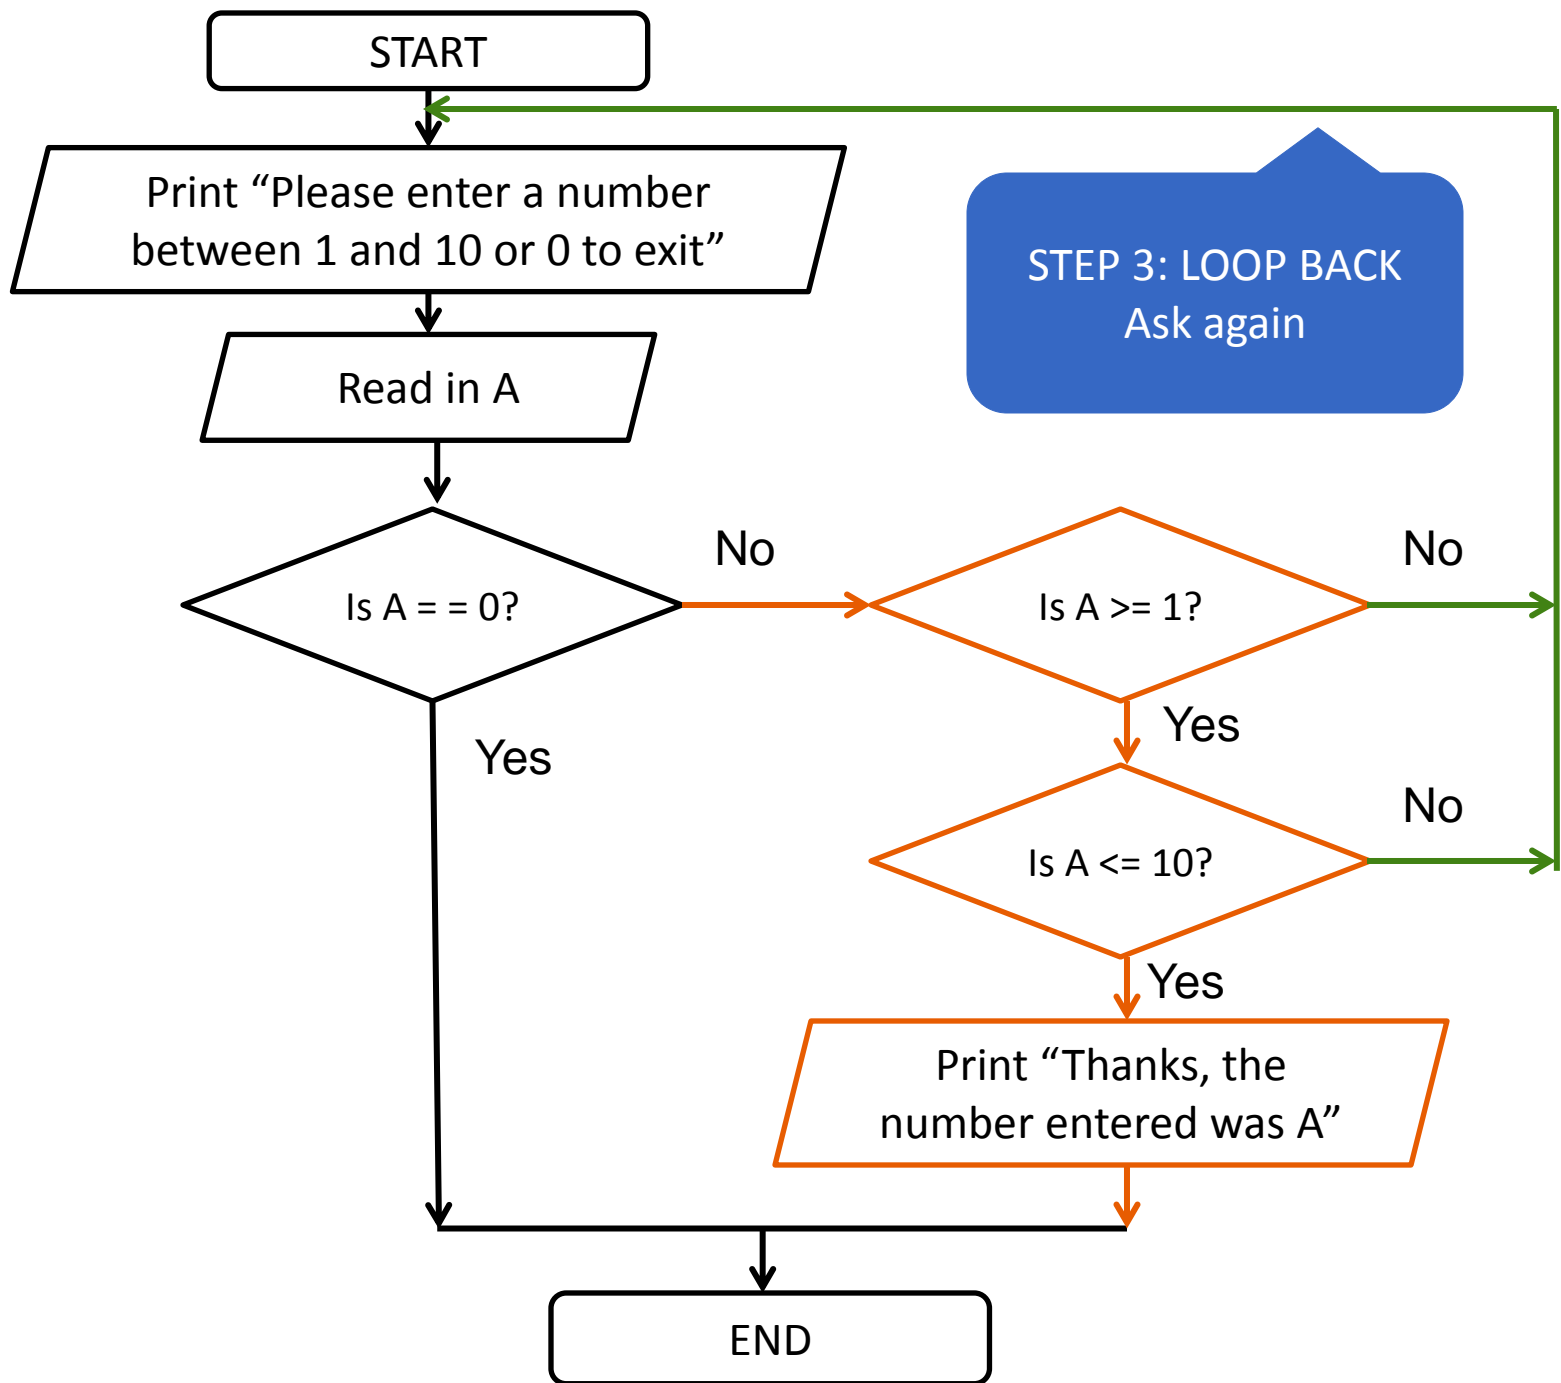 START
Print “Please enter a number
between 1 and 10 or 0 to exit”
STEP 3: LOOP BACK
Ask again
Read in A
Is A = = 0?
No
Is A >= 1?
No
Yes
Yes
Is A <= 10?
No
Yes
Print “Thanks, the
number entered was A”
END